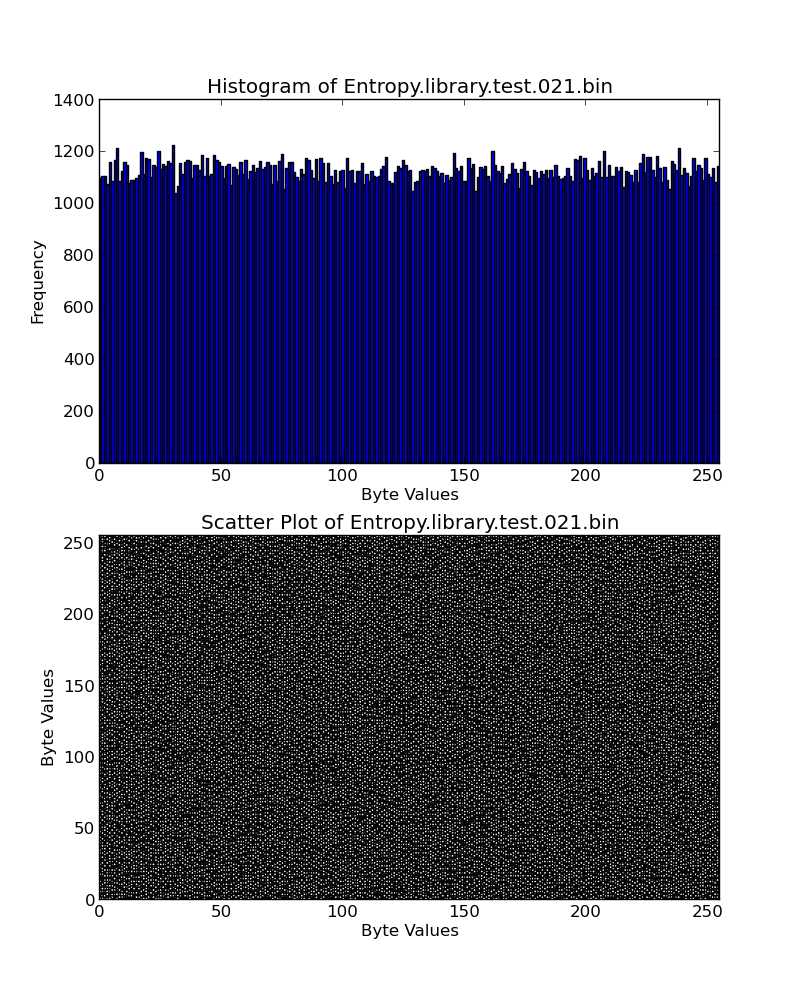 Histogram of Entropy.library.test.021.bin
1400
1200
1000
800
600
400
200
0
Frequency
0 50 100 150 200 250
Byte Values
Scatter Plot of Entropy.library.test.021.bin
250
200
150
100
50
0
Byte Values
0 50 100 150 200 250
Byte Values